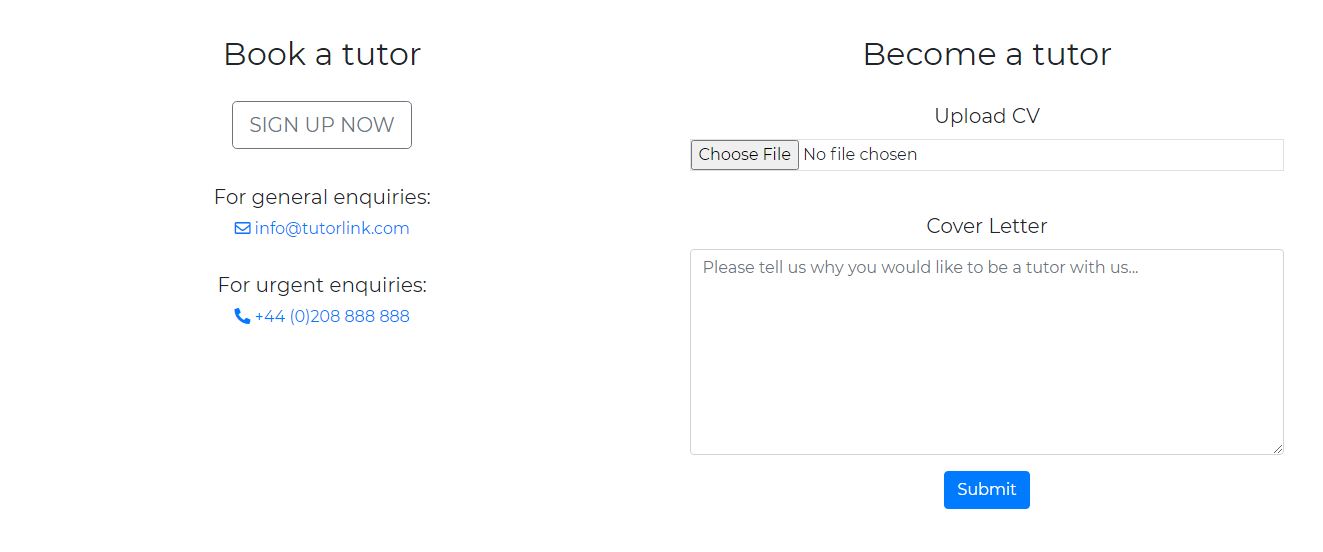 Book a tutor
SIGN UP NOW
For general enquiries:
info@tutorlink.com
For urgent enquiries:
+44 (0)208 888 888
Become a tutor
Upload CV
Choose File No file chosen
Cover Letter
Please tell us why you would like to be a tutor with us...
Submit